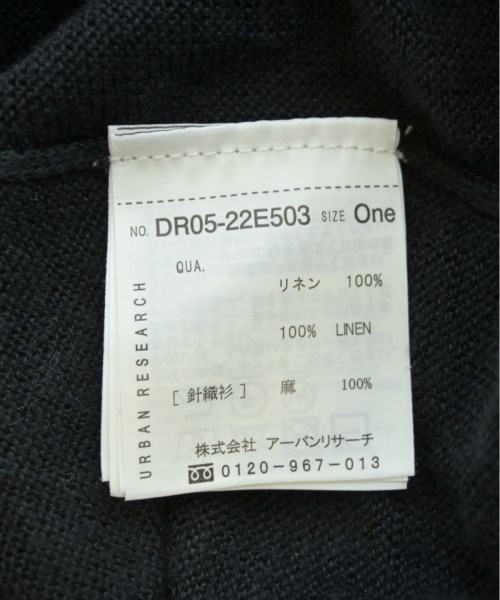 NO. DR05-22E503 SIZE One
QUA.
リネン 100%
100% LINEN
[ 針織衫 ] 麻 100%
URBAN RESEARCH
株式会社 アーバンリサーチ
0120-967-013